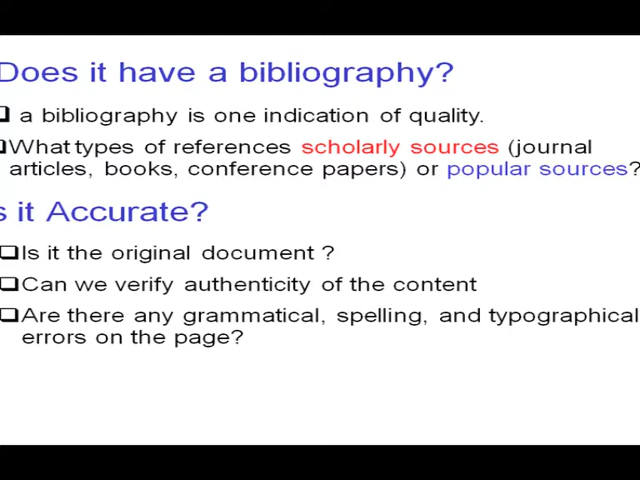 Does it have a bibliography?
a bibliography is one indication of quality.
What types of references scholarly sources (journal
articles, books, conference papers) or popular sources?
s it Accurate?
Is it the original document ?
Can we verify authenticity of the content
Are there any grammatical, spelling, and typographical
errors on the page?